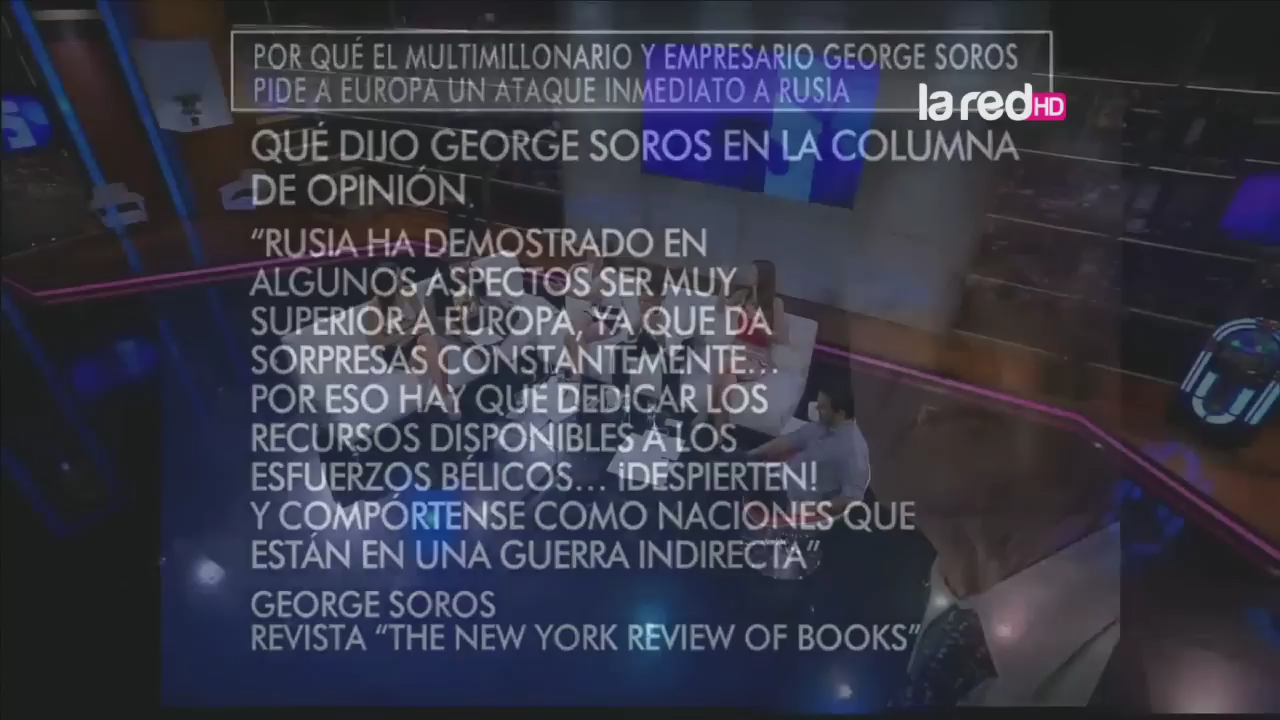 POR QUÉ EL MULTIMILLONARIO Y EMPRESARIO GEORGE SOROS
PIDE A EUROPA UN ATAQUE INMEDIATO A RUSIA
la red HD
QUÉ DIJO GEORGE SOROS EN LA COLUMNA
DE OPINIÓN.
“RUSIA HA DEMOSTRADO EN
ALGUNOS ASPECTOS SER MUY
SUPERIOR A EUROPA, YA QUE DA
SORPRESAS CONSTANTEMENTE...
POR ESO HAY QUE DEDICAR LOS
RECURSOS DISPONIBLES A LOS
ESFUERZOS BÉLICOS... ¡DESPIERTEN!
Y COMPÓRTENSE COMO NACIONES QUE
ESTÁN EN UNA GUERRA INDIRECTA”
GEORGE SOROS
REVISTA “THE NEW YORK REVIEW OF BOOKS”